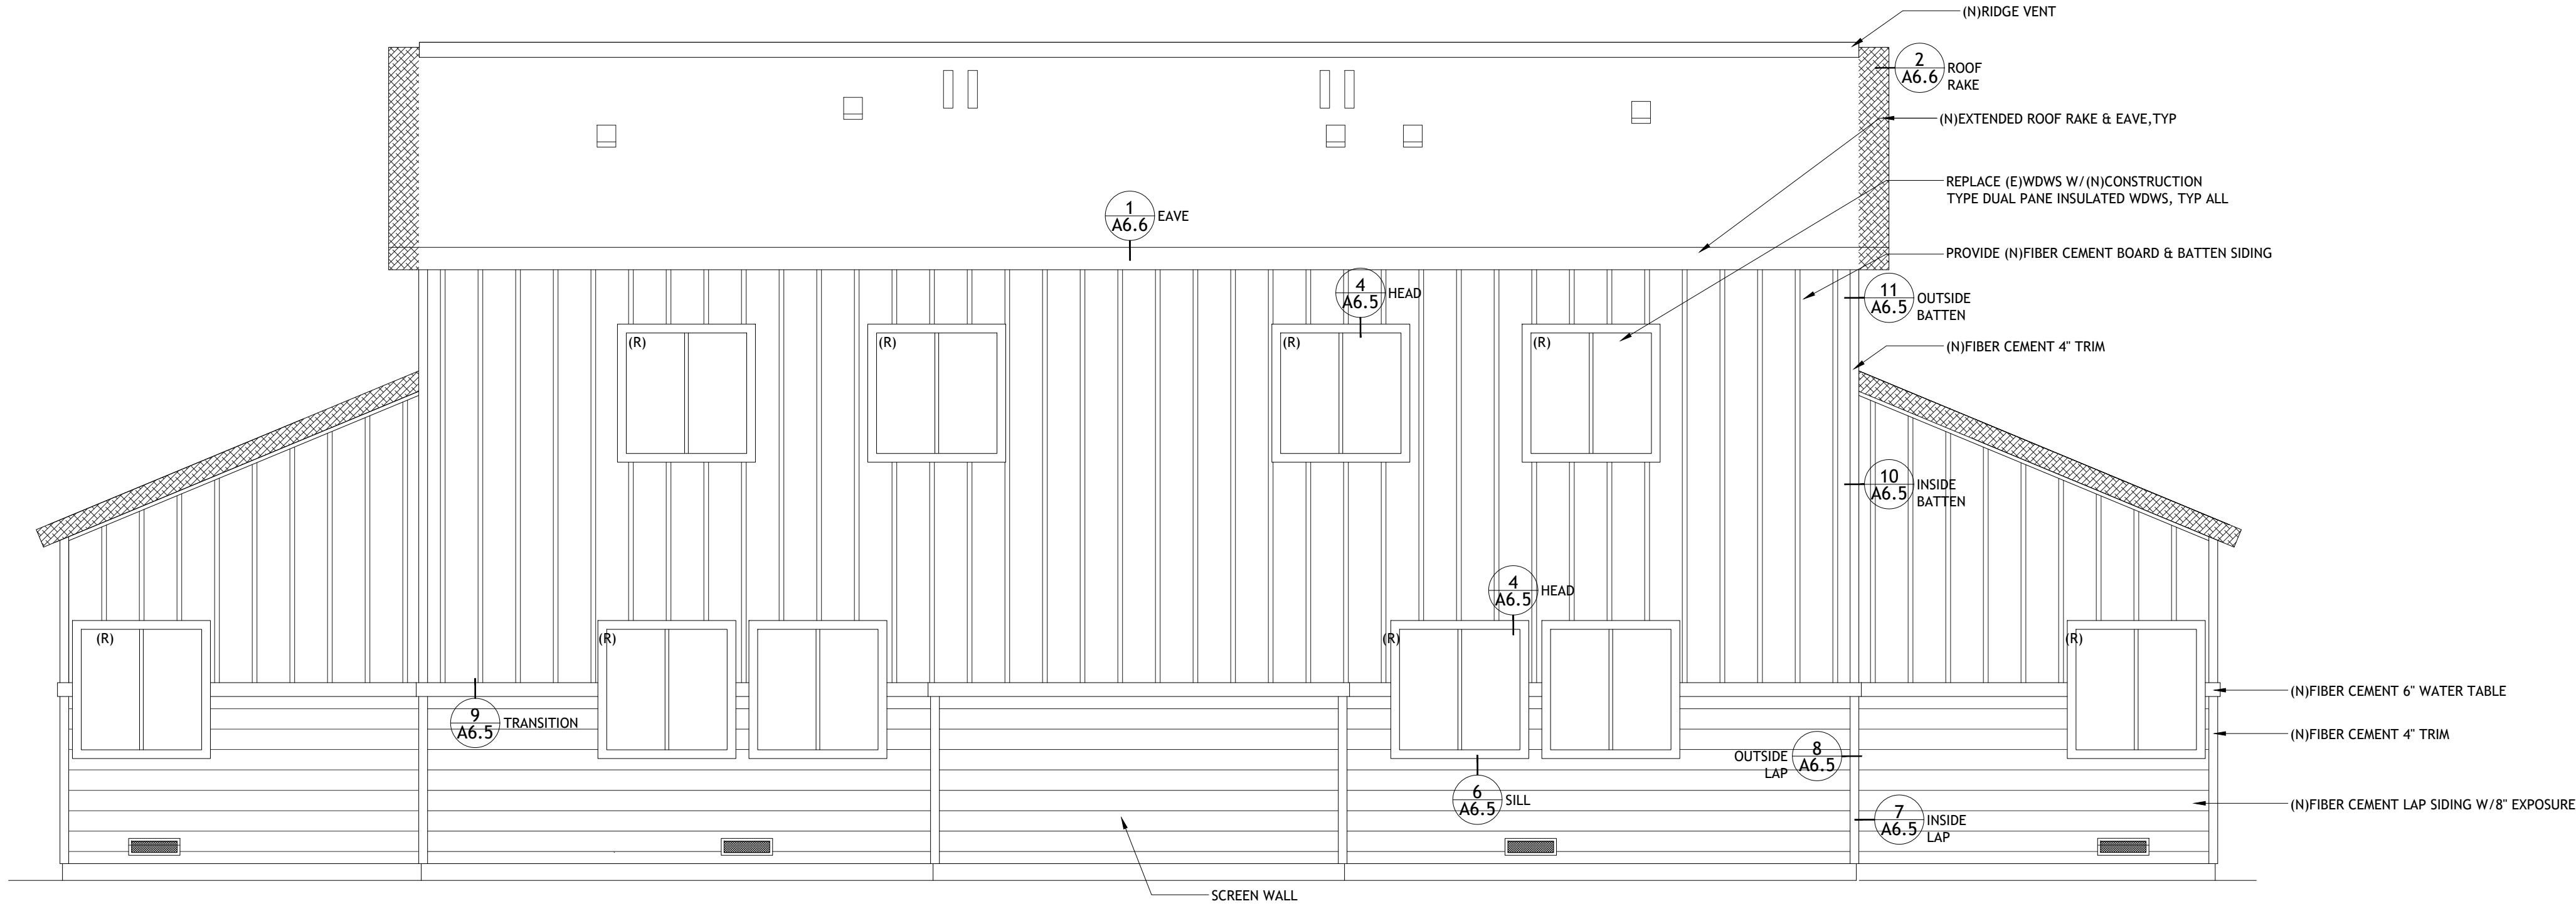 (N)RIDGE VENT
2
A6.6
ROOF
RAKE
(N)EXTENDED ROOF RAKE & EAVE,TYP
REPLACE (E)WDWS W/(N)CONSTRUCTION
TYPE DUAL PANE INSULATED WDWS, TYP ALL
1
A6.6
EAVE
PROVIDE (N)FIBER CEMENT BOARD & BATTEN SIDING
4
A6.5
HEAD
11
A6.5
OUTSIDE
BATTEN
(R)
(R)
(R)
(R)
(N)FIBER CEMENT 4" TRIM
10
A6.5
INSIDE
BATTEN
4
A6.5
HEAD
(R)
(R)
(R)
(R)
(N)FIBER CEMENT 6" WATER TABLE
9
A6.5
TRANSITION
(N)FIBER CEMENT 4" TRIM
OUTSIDE
LAP
8
A6.5
6
A6.5
SILL
(N)FIBER CEMENT LAP SIDING W/8" EXPOSURE
7
A6.5
INSIDE
LAP
SCREEN WALL